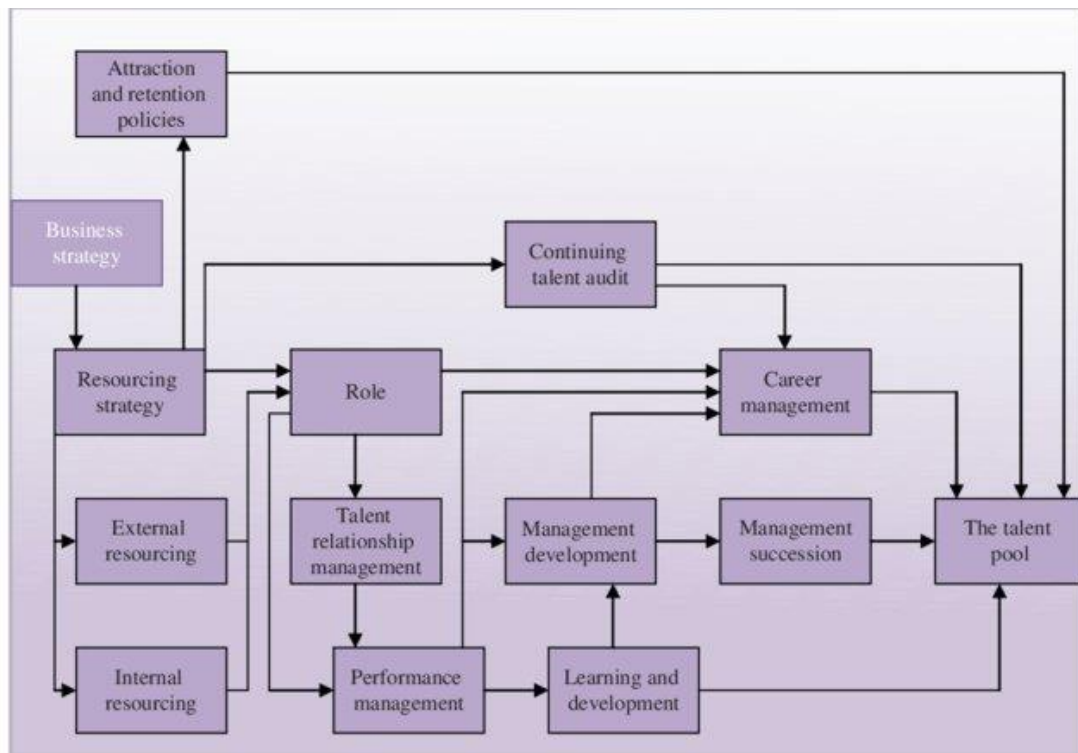 Attraction
and retention
policies
Business
strategy
Continuing
talent audit
Resourcing
strategy
Role
Career
management
External
resourcing
Talent
relationship
management
Management
development
Management
succession
The talent
pool
Internal
resourcing
Performance
management
Learning and
development